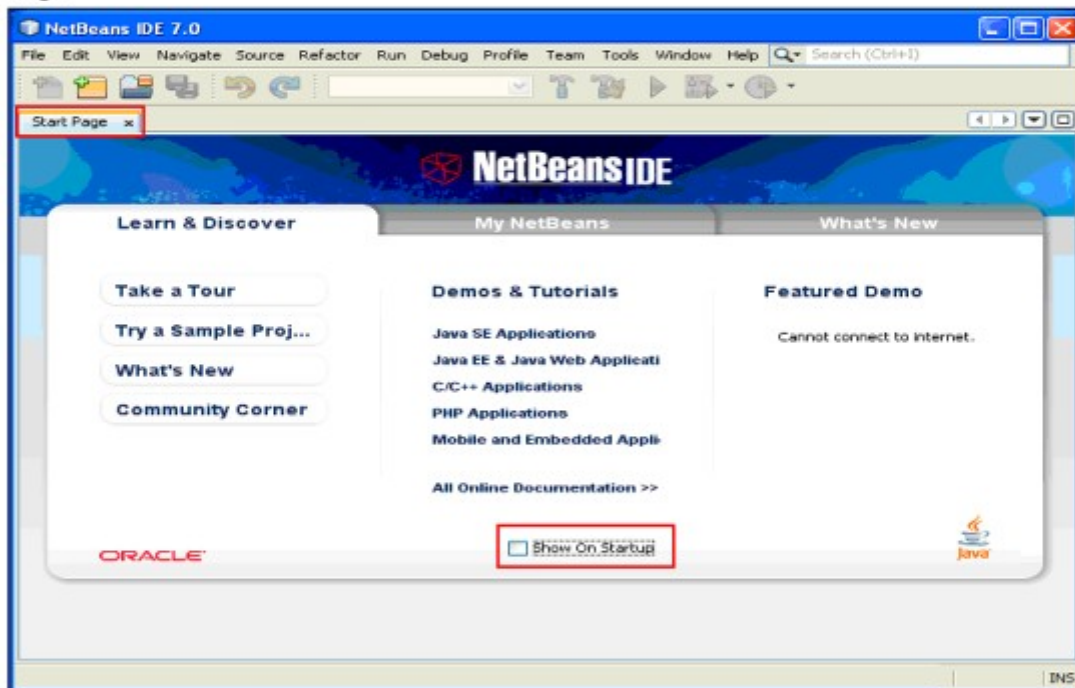 NetBeans IDE 7.0
File Edit View Navigate Source Refactor Run Debug Profile Team Tools Window Help Search (Ctrl+I)
Start Page x
NetBeans IDE
Learn & Discover My NetBeans What's New
Take a Tour
Try a Sample Proj...
What's New
Community Corner
Demos & Tutorials
Java SE Applications
Java EE & Java Web Applicati
C/C++ Applications
PHP Applications
Mobile and Embedded Appli
All Online Documentation >>
Featured Demo
Cannot connect to internet.
Show On Startup
ORACLE
Java
INS